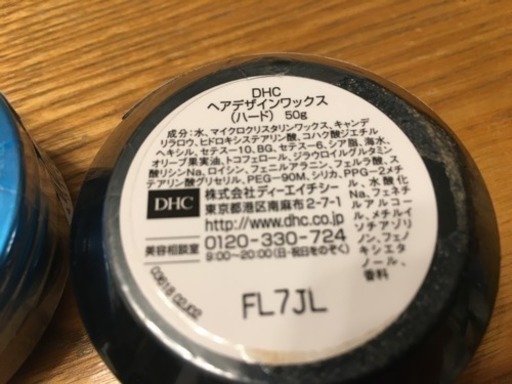 DHC
ヘアデザインワックス
(ハード) 50g
成分:水、マイクロクリスタリンワックス、キャンデ
リラロウ、ヒドロキシステアリン酸、コハク酸ジエチル
ヘキシル、セテス-10、BG、セテス-6、シア脂、海水、
オリーブ果実油、トコフェロール、ジラウロイルグルタミン
酸リシンNa、ロイシン、フェニルアラニン、フェルラ酸、ス
テアリン酸グリセリル、PEG-90M、シリカ、PPG-2メチ
ル、水酸化
Na、フェネチ
ルアルコー
ル、メチルイ
ソチアゾリ
ノン、フェノ
キシエタ
ノール、
香料
DHC
株式会社ディーエイチシー
東京都港区南麻布2-7-1
http://www.dhc.co.jp
美容相談室
0120-330-724
9:00~20:00(日・祝日をのぞく)
FL7JL